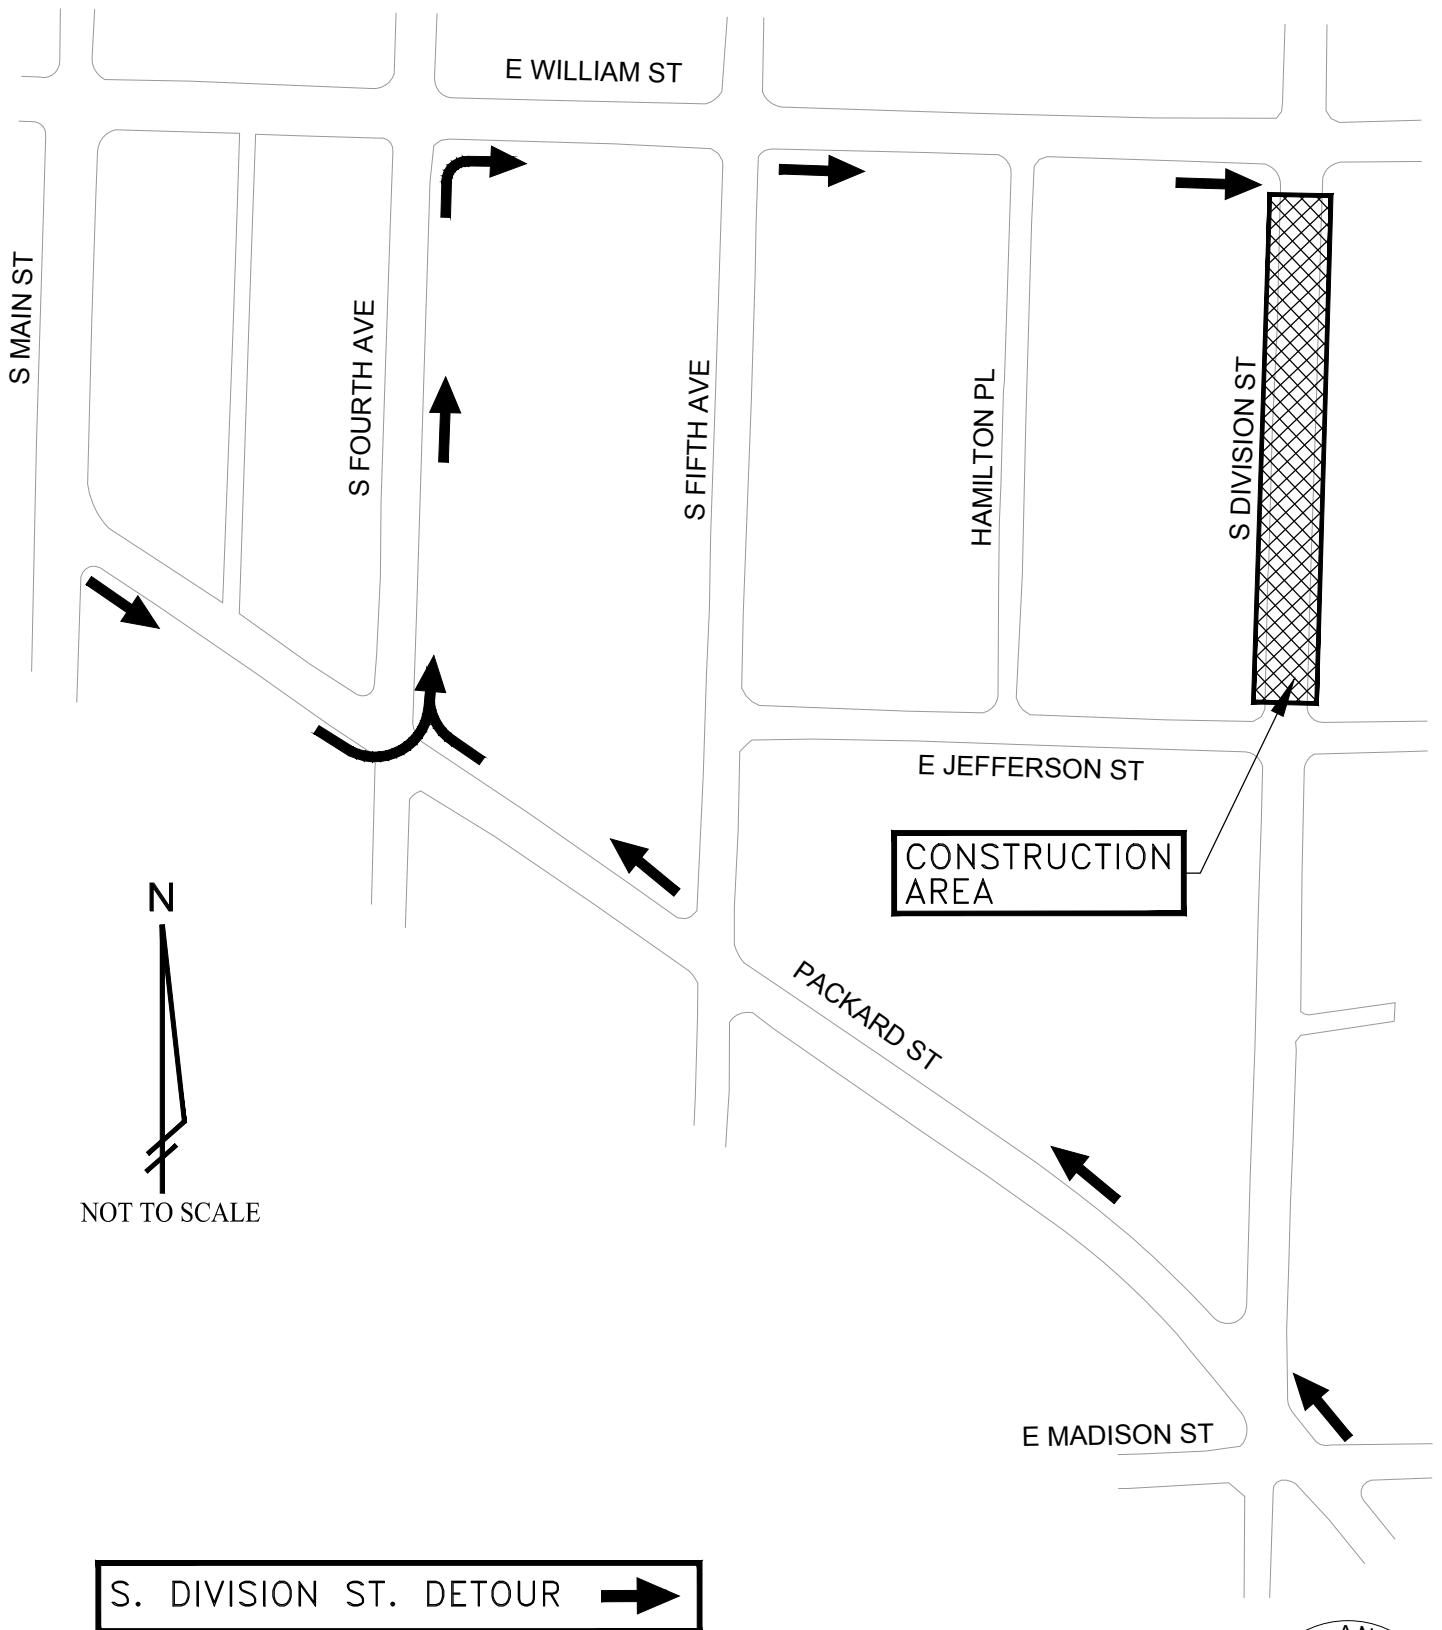 E WILLIAM ST
S MAIN ST
S FOURTH AVE
S FIFTH AVE
HAMILTON PL
S DIVISION ST
E JEFFERSON ST
CONSTRUCTION
AREA
N
PACKARD ST
NOT TO SCALE
E MADISON ST
S. DIVISION ST. DETOUR